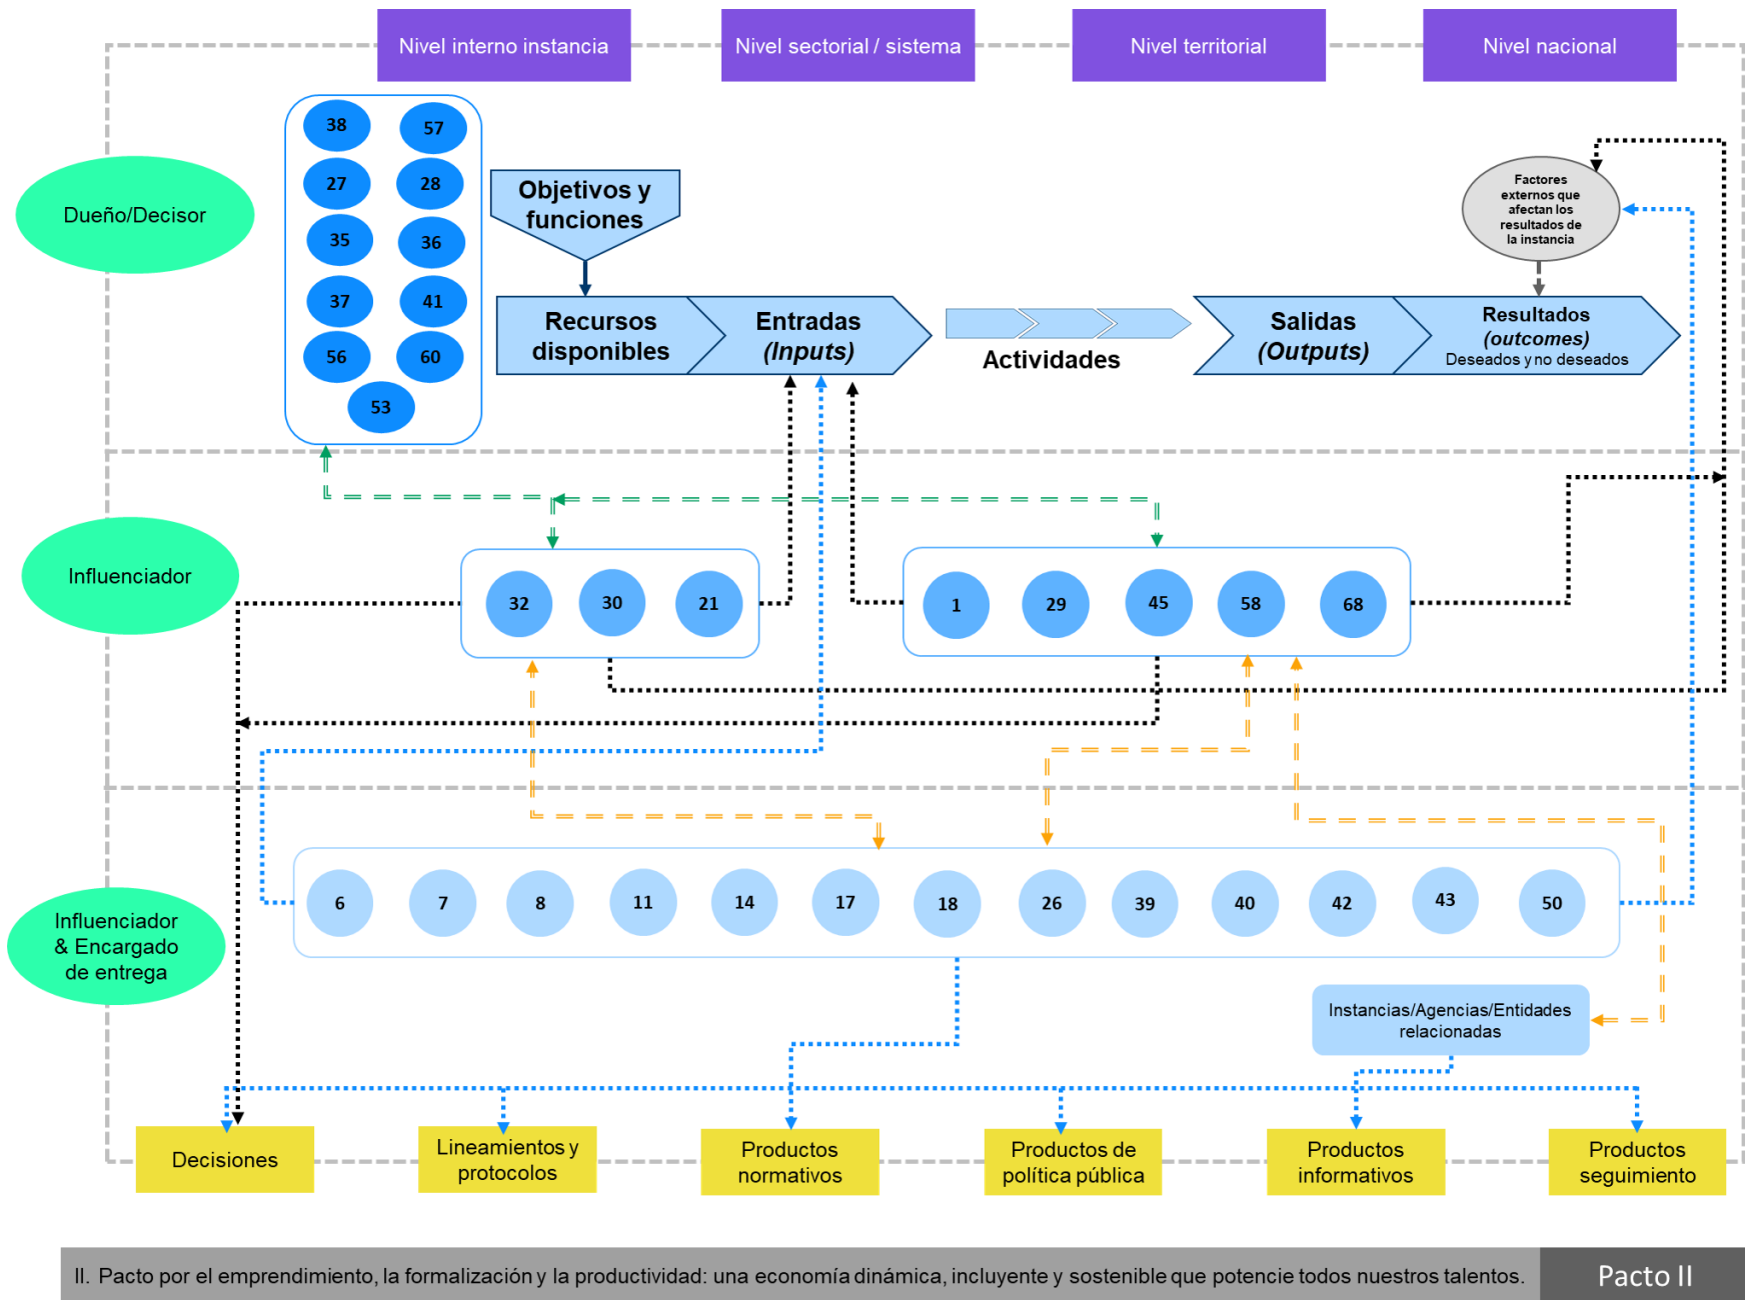 Nivel interno instancia
Nivel sectorial / sistema
Nivel territorial
Nivel nacional
Dueño/Decisor
38
57
27
28
35
36
37
41
56
60
53
Objetivos y
funciones
Factores
externos que
afectan los
resultados de
la instancia
Recursos
disponibles
Entradas
(Inputs)
Actividades
Salidas
(Outputs)
Resultados
(outcomes)
Deseados y no deseados
Influenciador
32
30
21
1
29
45
58
68
Influenciador
& Encargado
de entrega
6
7
8
11
14
17
18
26
39
40
42
43
50
Instancias/Agencias/Entidades
relacionadas
Decisiones
Lineamientos y
protocolos
Productos
normativos
Productos de
política pública
Productos
informativos
Productos
seguimiento
II. Pacto por el emprendimiento, la formalización y la productividad: una economía dinámica, incluyente y sostenible que potencie todos nuestros talentos.
Pacto II